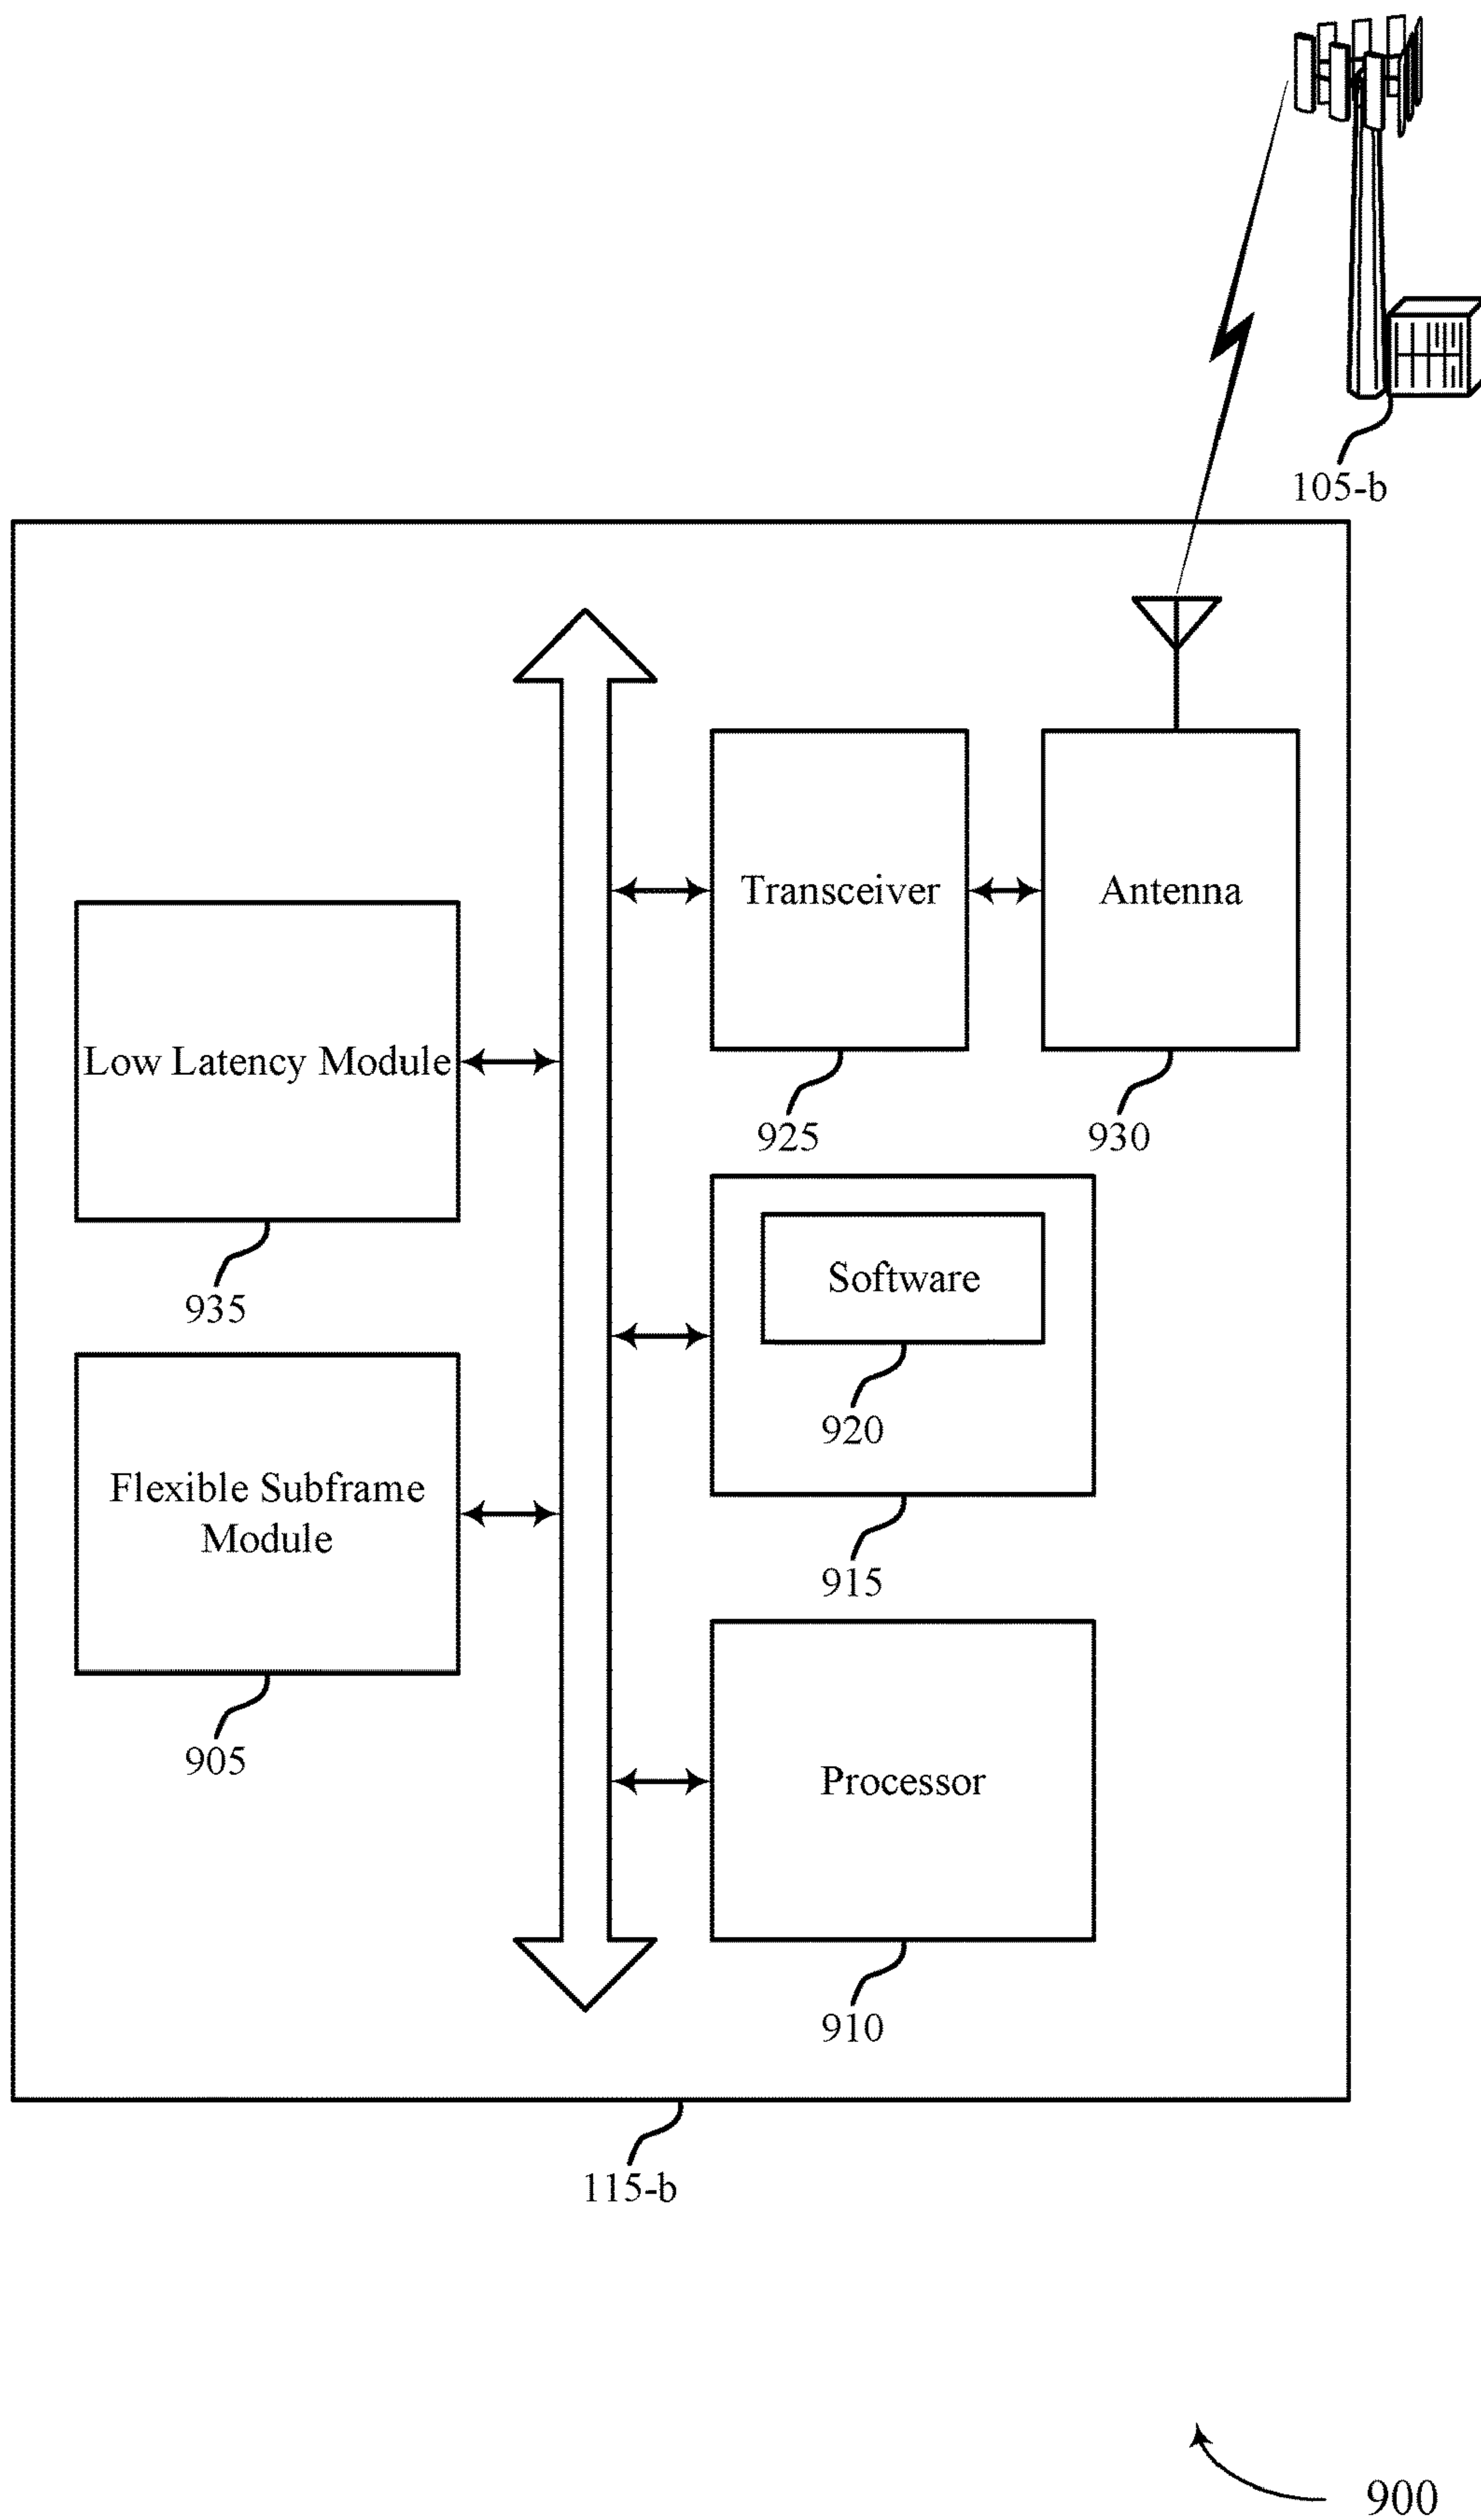 105-b
Transceiver
Antenna
Low Latency Module
925
930
Software
935
920
Flexible Subframe
Module
915
905
Processor
910
115-b
900